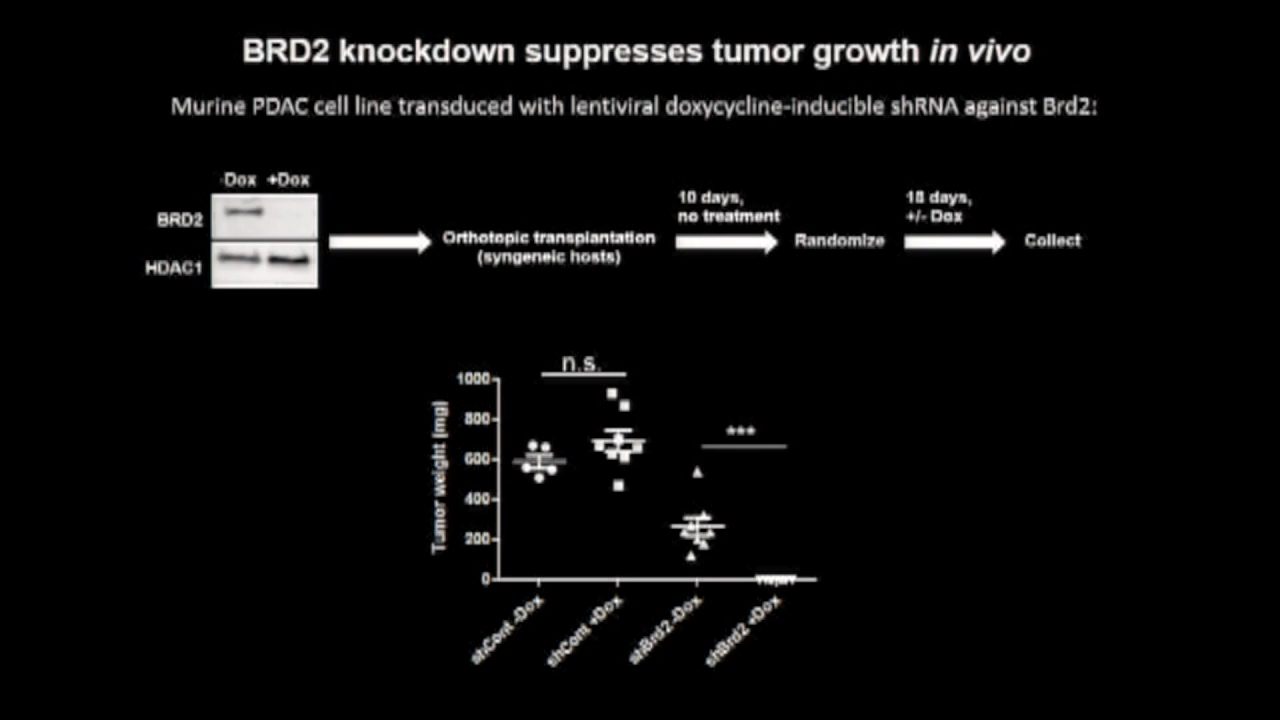 BRD2 knockdown suppresses tumor growth in vivo
Murine PDAC cell line transduced with lentiviral doxycycline-inducible shRNA against Brd2:
-Dox +Dox
BRD2
HDAC1
Orthotopic transplantation
(syngeneic hosts)
10 days,
no treatment
Randomize
18 days,
+/- Dox
Collect
n.s.
***
Tumor weight (mg)
1000
800
600
400
200
0
shCont -Dox
shCont +Dox
shBrd2 -Dox
shBrd2 +Dox